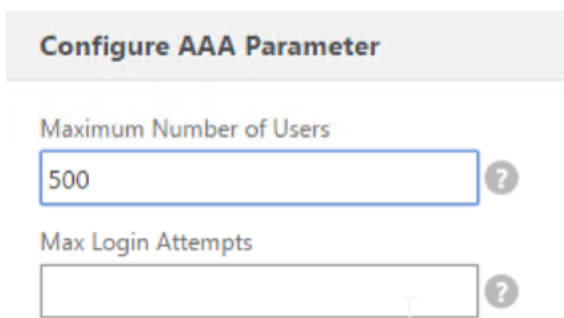 Configure AAA Parameter
Maximum Number of Users
500
?
Max Login Attempts
?